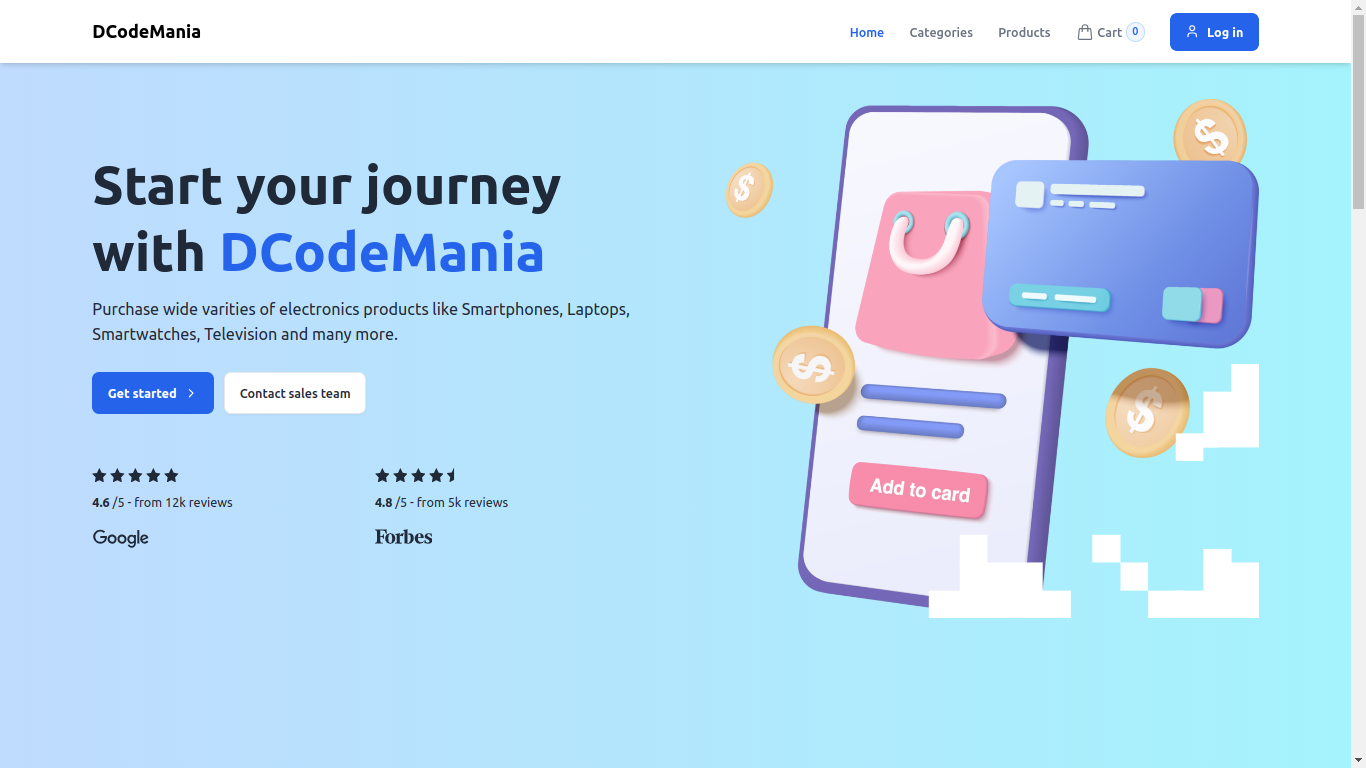 DCodeMania
Home
Categories
Products
Cart 0
Log in
Start your journey
with DCodeMania
Purchase wide varities of electronics products like Smartphones, Laptops,
Smartwatches, Television and many more.
Get started
Contact sales team
4.6 /5 - from 12k reviews
Google
4.8 /5 - from 5k reviews
Forbes
$
$
$
$
Add to card